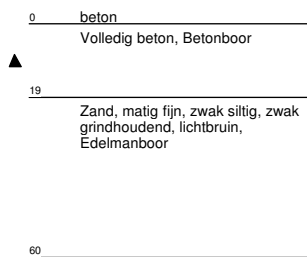 0 beton
Volledig beton, Betonboor
19
Zand, matig fijn, zwak siltig, zwak
grindhoudend, lichtbruin,
Edelmanboor
60